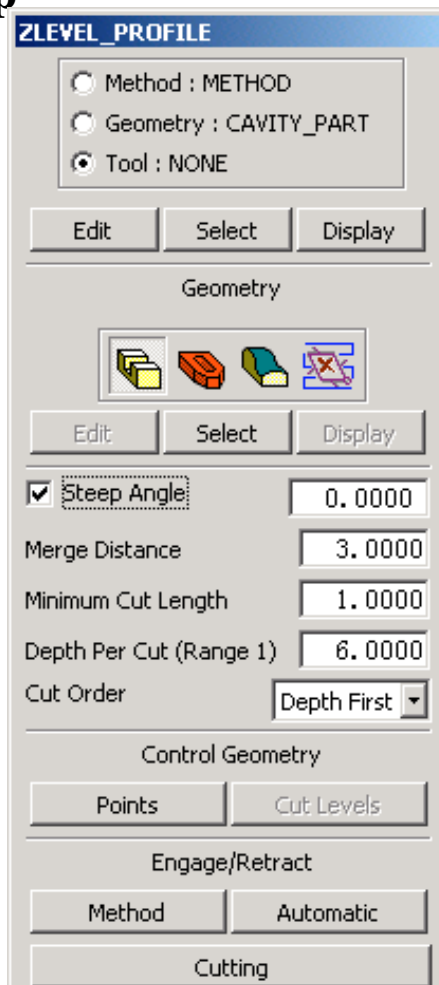 p
ZLEVEL_PROFILE
Method : METHOD
Geometry : CAVITY_PART
Tool : NONE
Edit Select Display
Geometry
Edit Select Display
Steep Angle 0.0000
Merge Distance 3.0000
Minimum Cut Length 1.0000
Depth Per Cut (Range 1) 6.0000
Cut Order Depth First
Control Geometry
Points Cut Levels
Engage/Retract
Method Automatic
Cutting